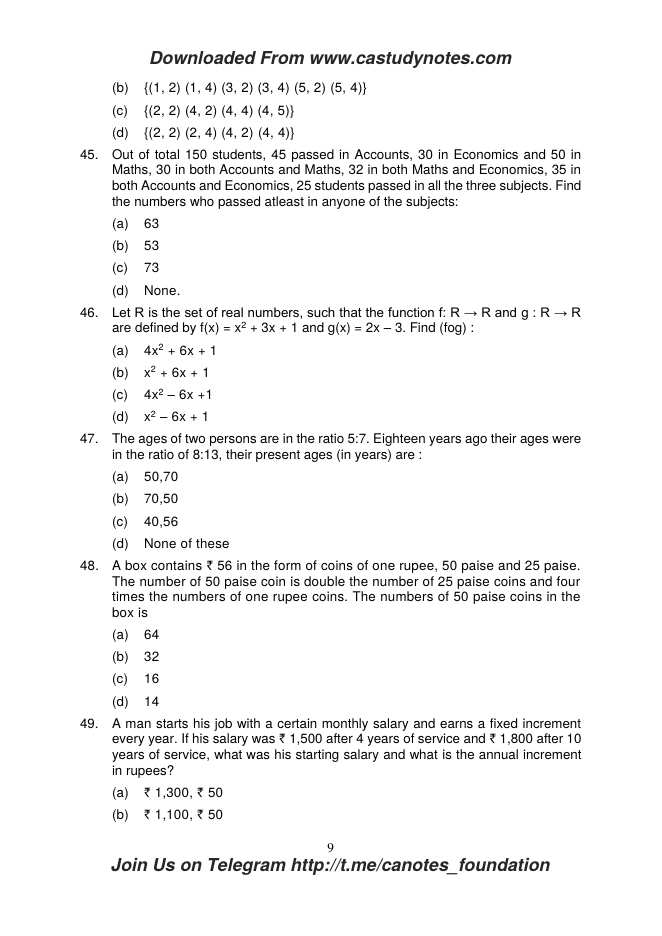 Downloaded From www.castudynotes.com
(b) {(1, 2) (1, 4) (3, 2) (3, 4) (5, 2) (5, 4)}
(c) {(2, 2) (4, 2) (4, 4) (4, 5)}
(d) {(2, 2) (2, 4) (4, 2) (4, 4)}
45. Out of total 150 students, 45 passed in Accounts, 30 in Economics and 50 in
Maths, 30 in both Accounts and Maths, 32 in both Maths and Economics, 35 in
both Accounts and Economics, 25 students passed in all the three subjects. Find
the numbers who passed atleast in anyone of the subjects:
(a) 63
(b) 53
(c) 73
(d) None.
46. Let R is the set of real numbers, such that the function f: R → R and g : R → R
are defined by f(x) = x² + 3x + 1 and g(x) = 2x – 3. Find (fog) :
(a) 4x² + 6x + 1
(b) x² + 6x + 1
(c) 4x² – 6x +1
(d) x² – 6x + 1
47. The ages of two persons are in the ratio 5:7. Eighteen years ago their ages were
in the ratio of 8:13, their present ages (in years) are :
(a) 50,70
(b) 70,50
(c) 40,56
(d) None of these
48. A box contains ₹ 56 in the form of coins of one rupee, 50 paise and 25 paise.
The number of 50 paise coin is double the number of 25 paise coins and four
times the numbers of one rupee coins. The numbers of 50 paise coins in the
box is
(a) 64
(b) 32
(c) 16
(d) 14
49. A man starts his job with a certain monthly salary and earns a fixed increment
every year. If his salary was ₹ 1,500 after 4 years of service and ₹ 1,800 after 10
years of service, what was his starting salary and what is the annual increment
in rupees?
(a) ₹ 1,300, ₹ 50
(b) ₹ 1,100, ₹ 50
9
Join Us on Telegram http://t.me/canotes_foundation